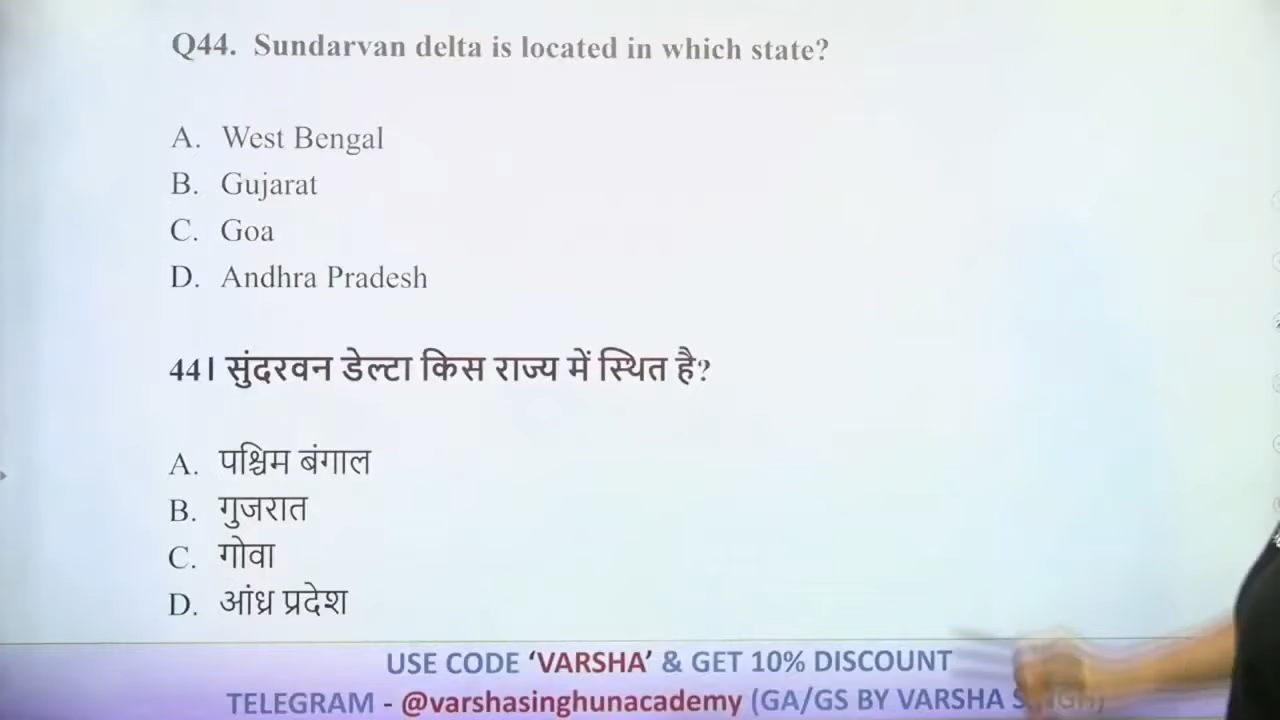 Q44. Sundarvan delta is located in which state?
A. West Bengal
B. Gujarat
C. Goa
D. Andhra Pradesh
44। सुंदरवन डेल्टा किस राज्य में स्थित है?
A. पश्चिम बंगाल
B. गुजरात
C. गोवा
D. आंध्र प्रदेश
USE CODE ‘VARSHA’ & GET 10% DISCOUNT
TELEGRAM - @varshasinghunacademy (GA/GS BY VARSHA